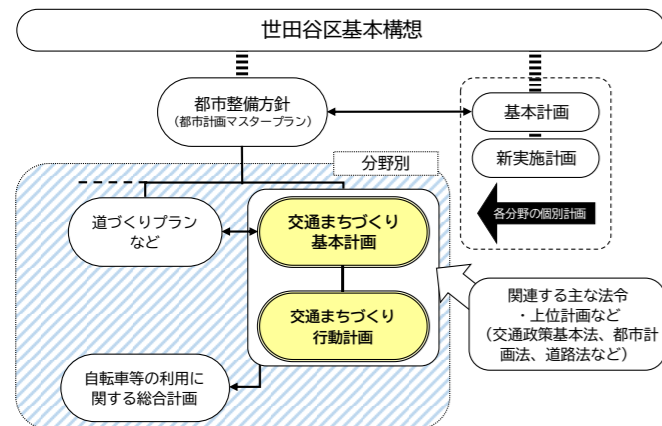 世田谷区基本構想
都市整備方針
(都市計画マスタープラン)
基本計画
新実施計画
分野別
各分野の個別計画
道づくりプラン
など
交通まちづくり
基本計画
交通まちづくり
行動計画
関連する主な法令
・上位計画など
(交通政策基本法、都市計
画法、道路法など)
自転車等の利用に
関する総合計画